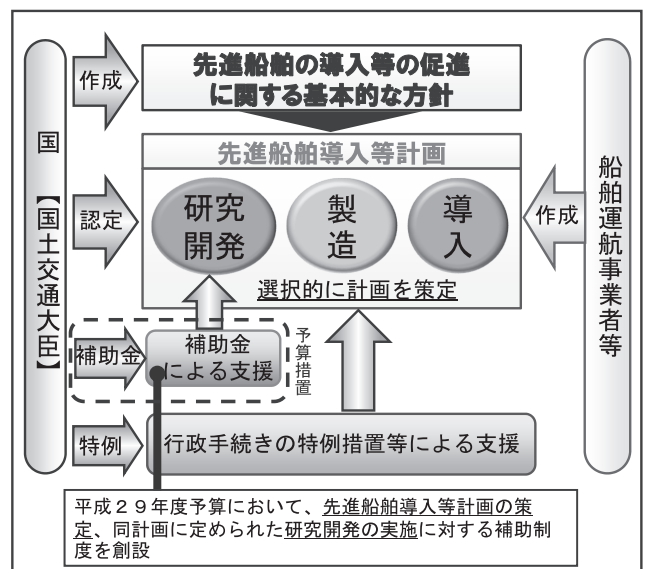 先進船舶の導入等の促進
に関する基本的な方針
作成
国【国土交通大臣】
先進船舶導入等計画
認定
研究
開発
製
造
導
入
作成
船舶運航事業者等
選択的に計画を策定
補助金
補助金
による支援
予算措置
特例
行政手続きの特例措置等による支援
平成29年度予算において、先進船舶導入等計画の策
定、同計画に定められた研究開発の実施に対する補助制
度を創設